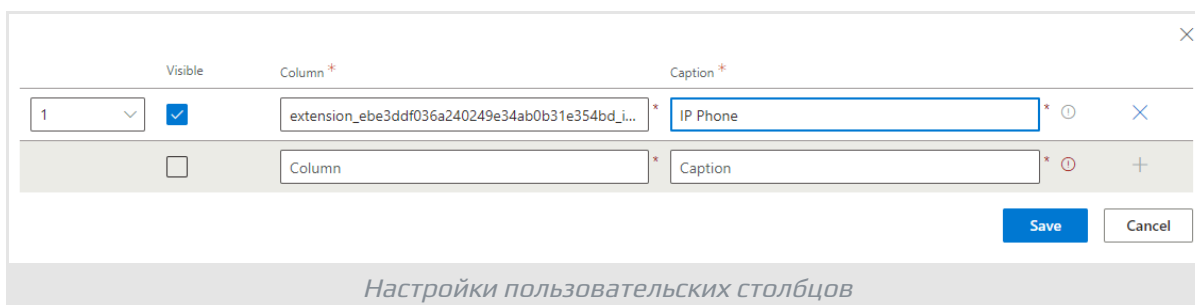 Visible Column * Caption *
1 extension_ebe3ddf036a240249e34ab0b31e354bd_i... * IP Phone *
Column * Caption *
Save Cancel
Настройки пользовательских столбцов